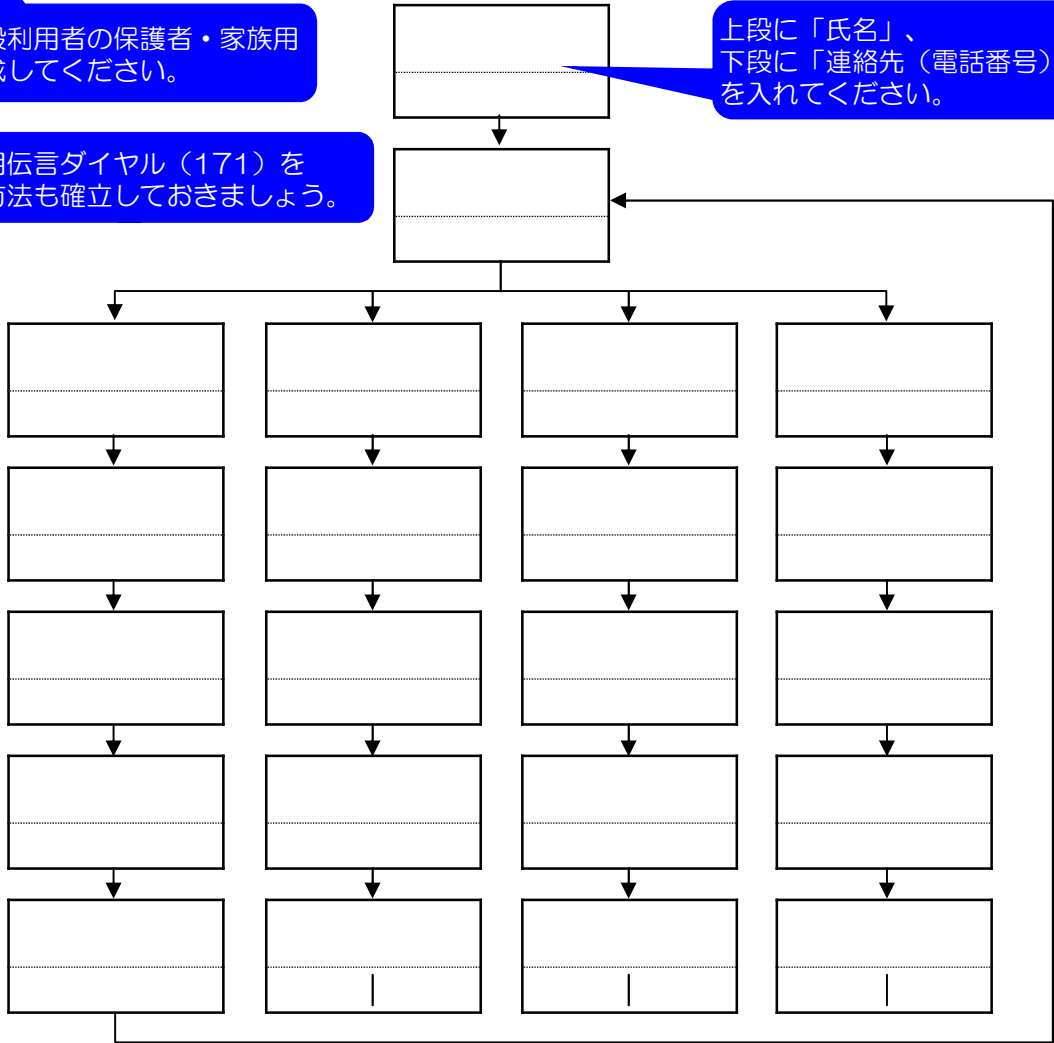 設利用者の保護者・家族用
成してください。
上段に「氏名」、
下段に「連絡先（電話番号）
を入れてください。
用伝言ダイヤル（171）を
方法も確立しておきましょう。